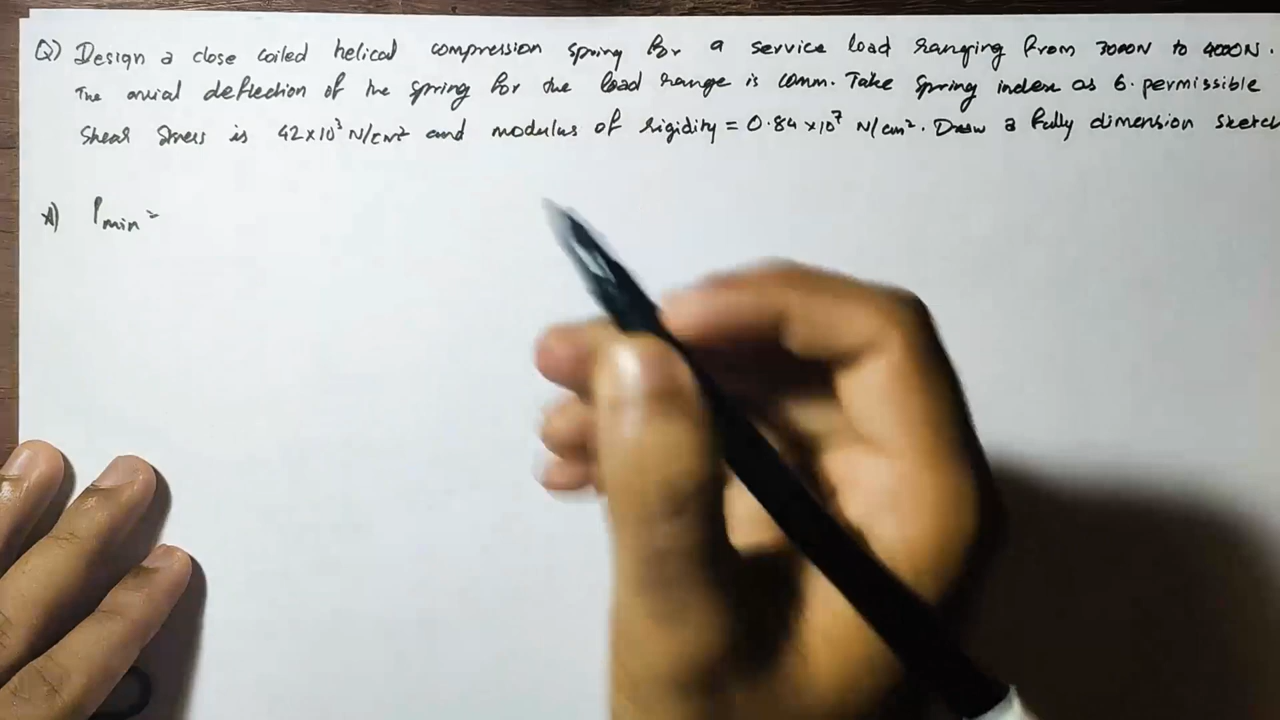 Q) Design a close coiled helical compression spring for a service load ranging from 3000N to 4000N.
The axial deflection of the spring for the load range is 10mm. Take Spring index as 6. permissible
Shear Stress is 42×10³ N/cm² and modulus of rigidity = 0.84×10⁷ N/cm². Draw a fully dimension sketch
A) Pmin =